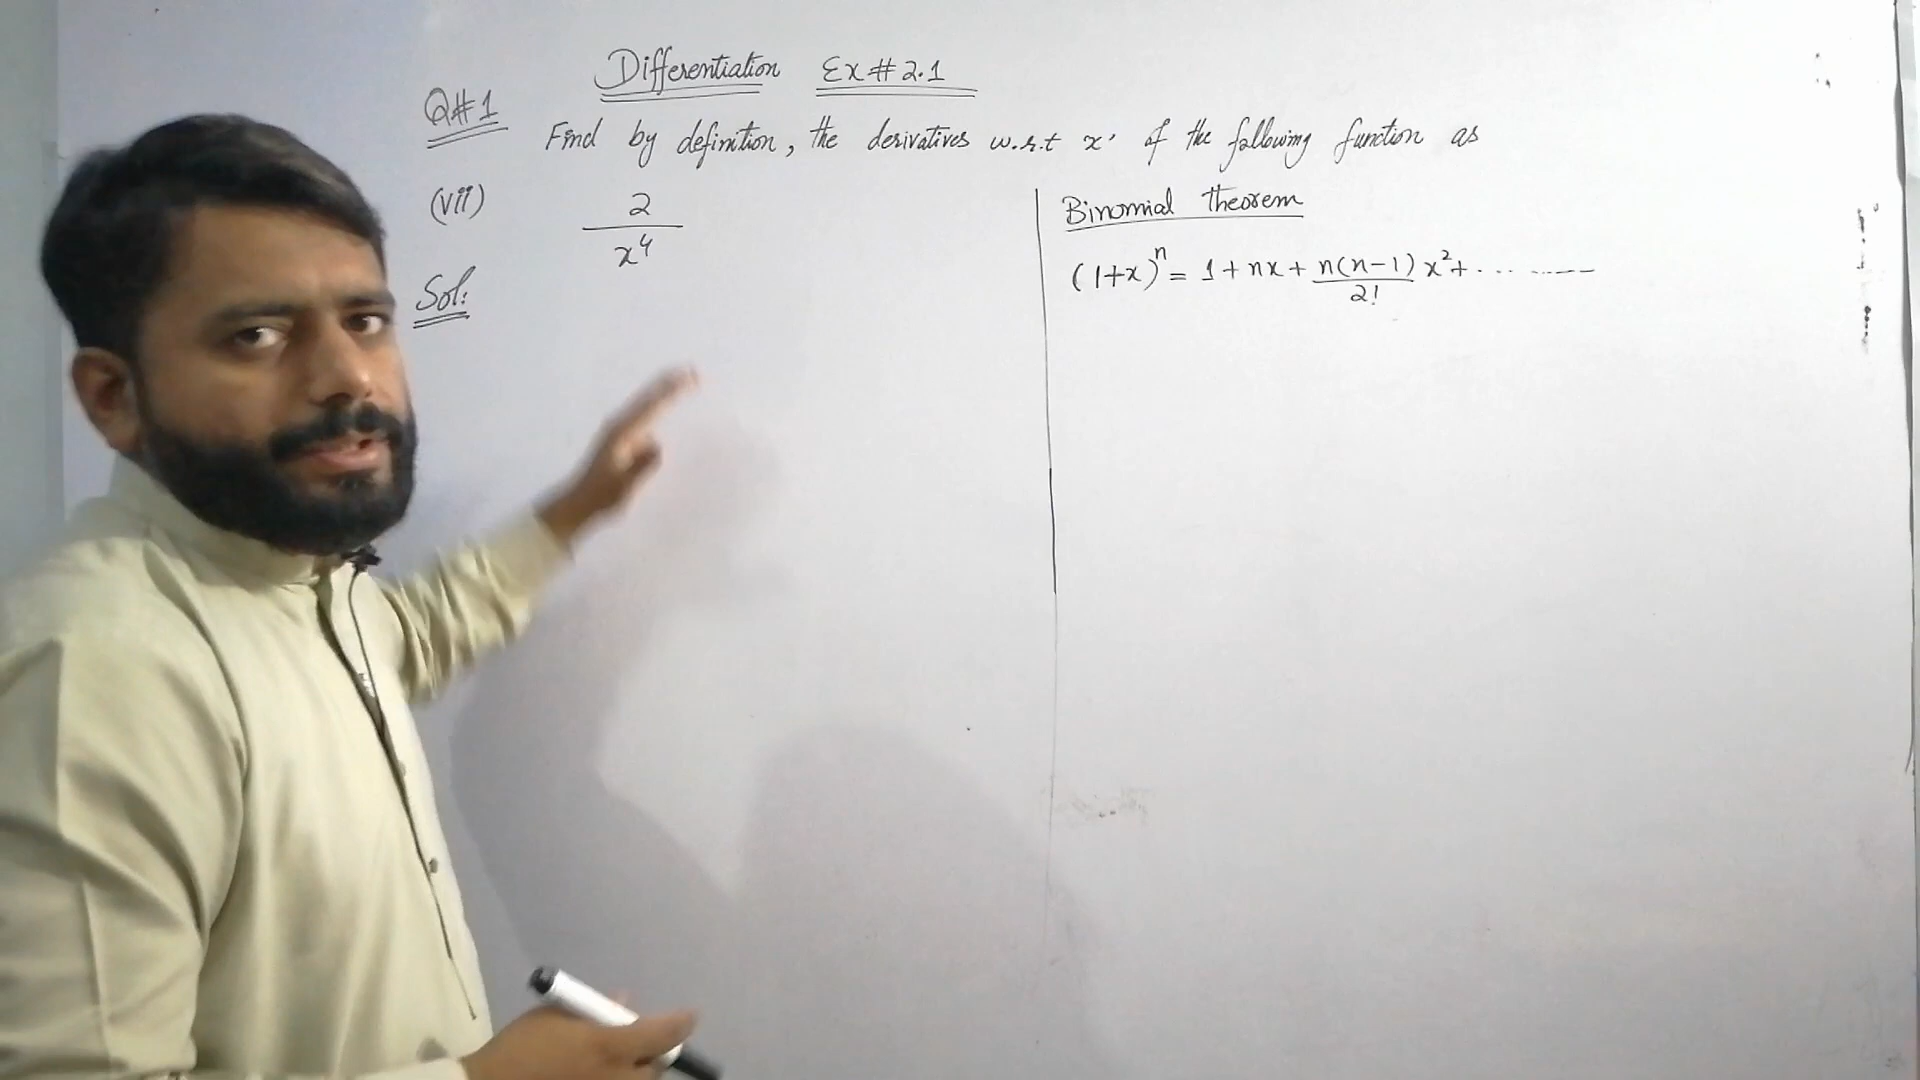 Differentiation Ex # 2.1
Q#1
Find by definition, the derivatives w.r.t x' of the following function as
(vii) 2/x⁴
Sol:
Binomial Theorem
(1+x)ⁿ = 1 + nx + n(n-1)/2! x² + ..........